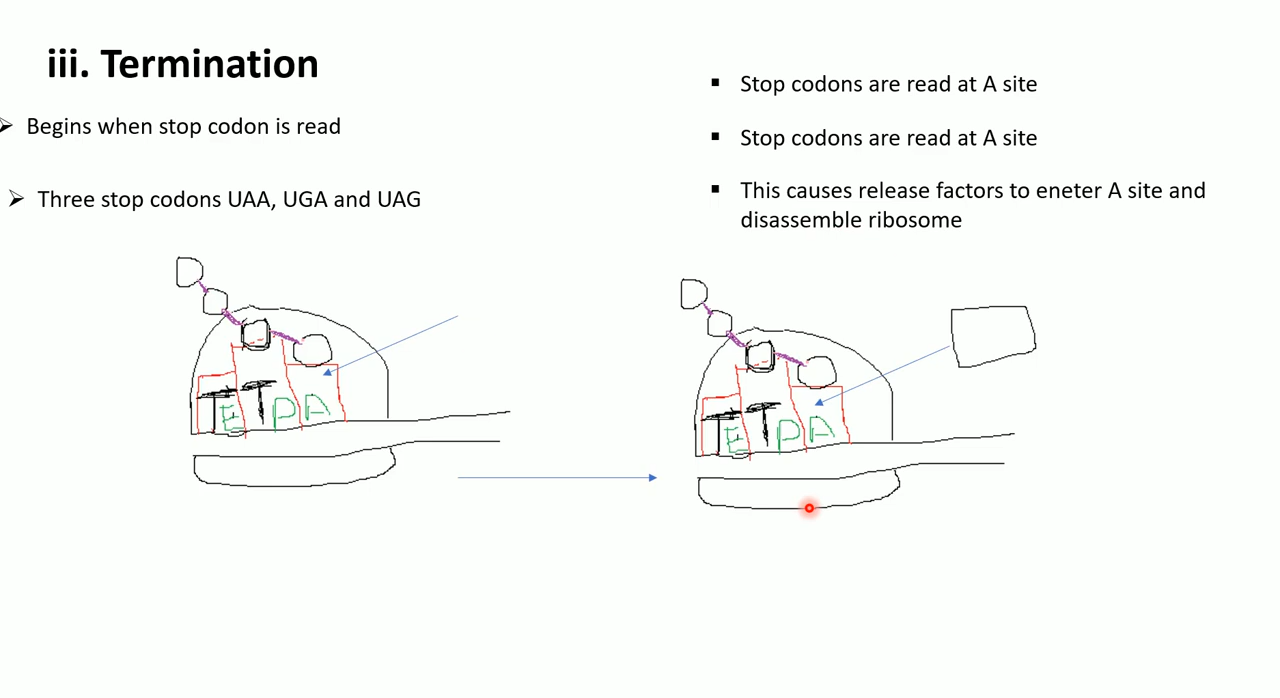 iii. Termination
Begins when stop codon is read
Three stop codons UAA, UGA and UAG
Stop codons are read at A site
Stop codons are read at A site
This causes release factors to eneter A site and
disassemble ribosome
T E T P A
T E T P A